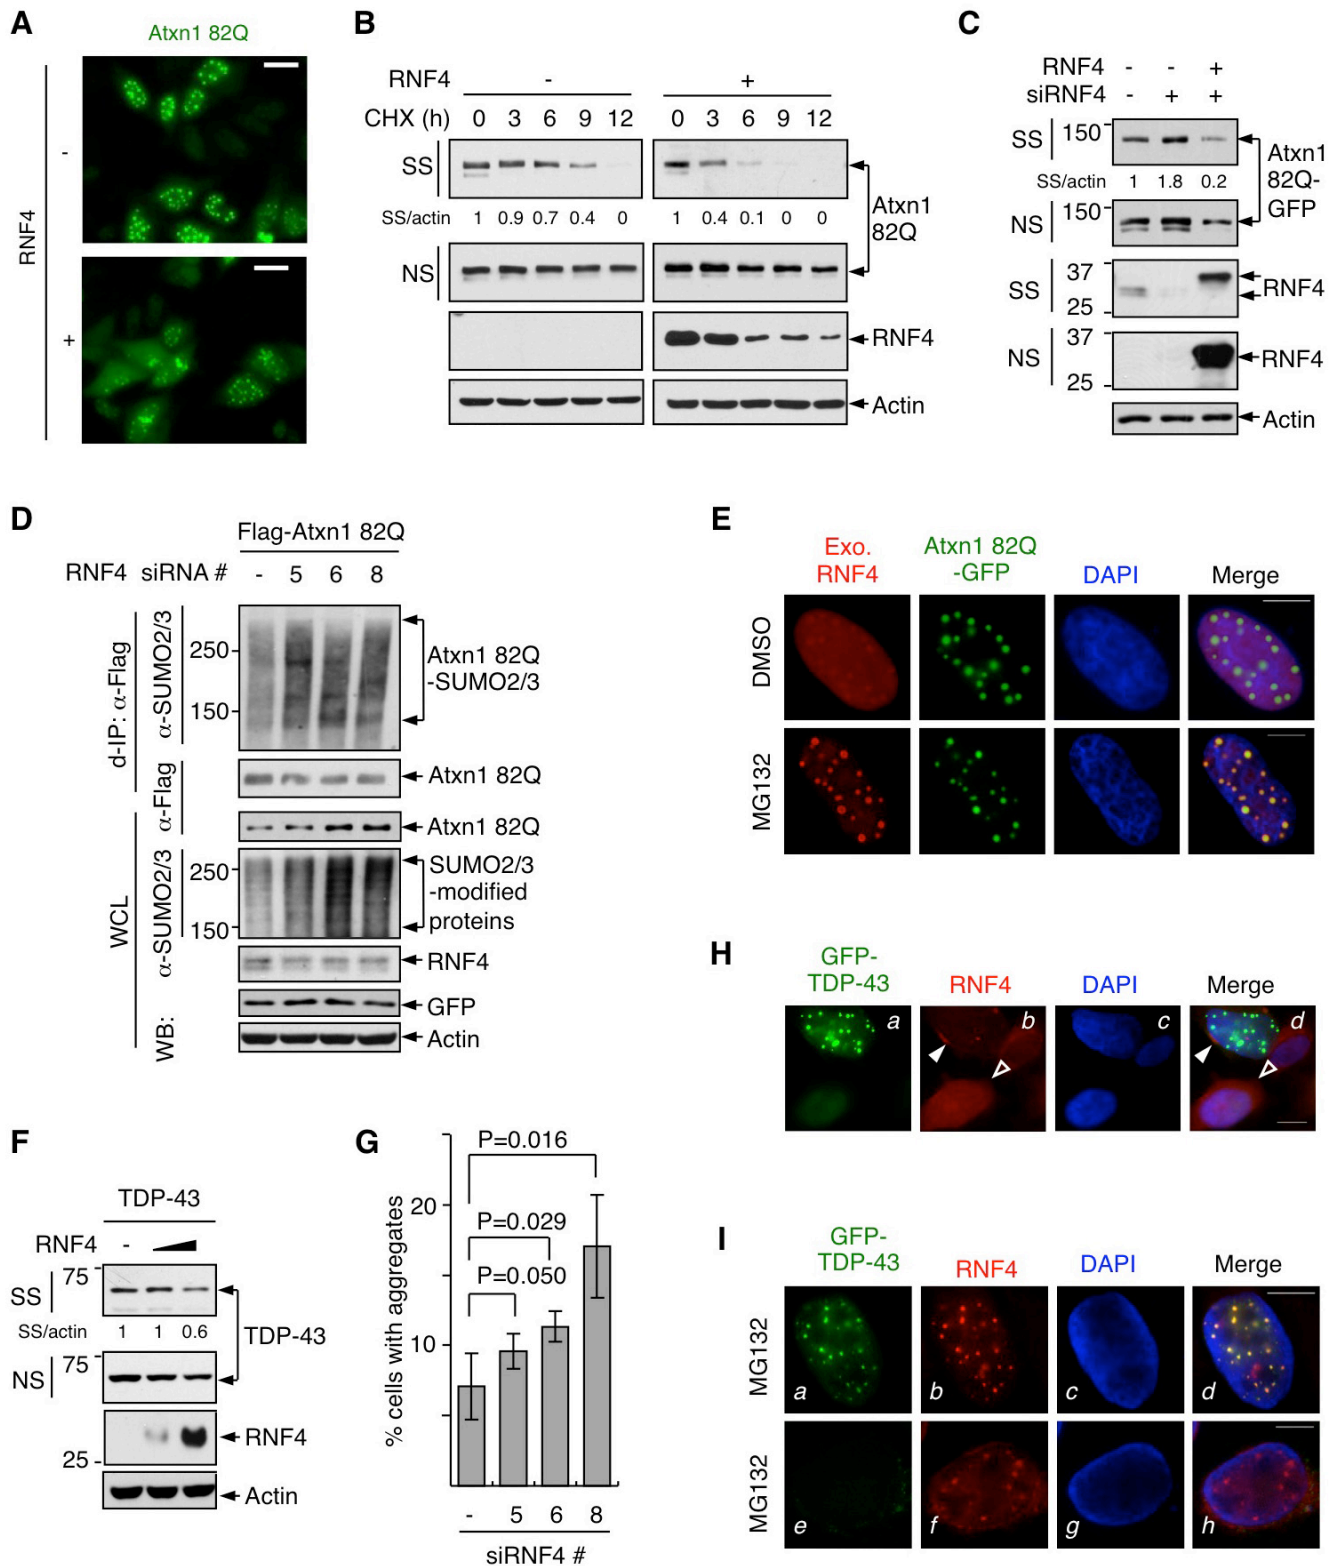 A
Atxn1 82Q
RNF4
-
+
B
RNF4 - +
CHX (h) 0 3 6 9 12 0 3 6 9 12
SS
SS/actin 1 0.9 0.7 0.4 0 1 0.4 0.1 0 0
Atxn1
82Q
NS
RNF4
Actin
C
RNF4 - - +
siRNF4 - + +
SS 150
SS/actin 1 1.8 0.2
Atxn1
82Q-
GFP
NS 150
SS 37
25
RNF4
NS 37
25
RNF4
Actin
D
Flag-Atxn1 82Q
RNF4 siRNA # - 5 6 8
d-IP: α-Flag
α-SUMO2/3
250
150
Atxn1 82Q
-SUMO2/3
α-Flag
Atxn1 82Q
Atxn1 82Q
WCL
α-SUMO2/3
250
150
SUMO2/3
-modified
proteins
RNF4
GFP
WB:
Actin
E
Exo.
RNF4
Atxn1 82Q
-GFP
DAPI
Merge
DMSO
MG132
H
GFP-
TDP-43
RNF4
DAPI
Merge
a b c d
F
TDP-43
RNF4 -
SS 75
SS/actin 1 1 0.6
TDP-43
NS 75
RNF4
25
Actin
G
% cells with aggregates
20
10
P=0.016
P=0.029
P=0.050
- 5 6 8
siRNF4 #
I
GFP-
TDP-43
RNF4
DAPI
Merge
MG132
a b c d
MG132
e f g h